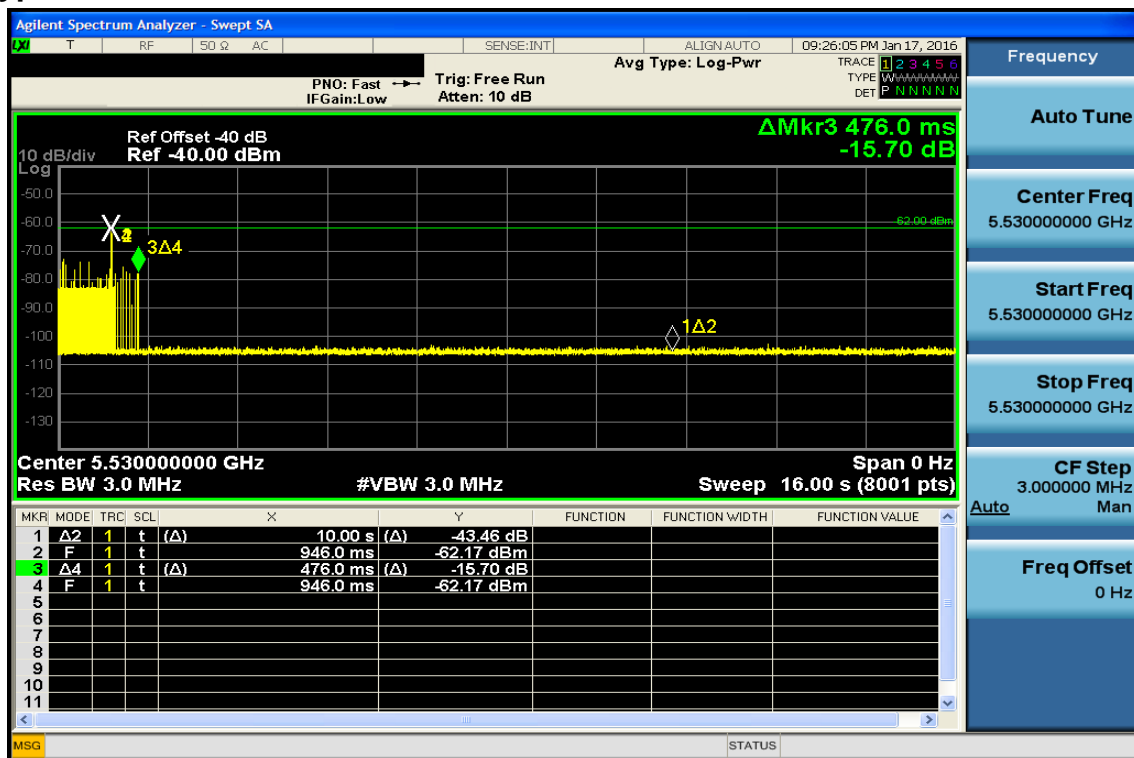 Agilent Spectrum Analyzer - Swept SA
LXI T RF 50 Ω AC SENSE:INT ALIGN AUTO 09:26:05 PM Jan 17, 2016
Avg Type: Log-Pwr TRACE 1 2 3 4 5 6
PNO: Fast Trig: Free Run TYPE WWWWWW
IFGain:Low Atten: 10 dB DET P N N N N N
ΔMkr3 476.0 ms
-15.70 dB
Ref Offset -40 dB
10 dB/div Ref -40.00 dBm
Log
-50.0
-60.0
-62.00 dBm
-70.0
-80.0
-90.0
-100
-110
-120
-130
3Δ4
1Δ2
Center 5.530000000 GHz Span 0 Hz
Res BW 3.0 MHz #VBW 3.0 MHz Sweep 16.00 s (8001 pts)
MKR MODE TRC SCL X Y FUNCTION FUNCTION WIDTH FUNCTION VALUE
1 Δ2 1 t (Δ) 10.00 s (Δ) -43.46 dB
2 F 1 t 946.0 ms -62.17 dBm
3 Δ4 1 t (Δ) 476.0 ms (Δ) -15.70 dB
4 F 1 t 946.0 ms -62.17 dBm
5
6
7
8
9
10
11
MSG STATUS
Frequency
Auto Tune
Center Freq
5.530000000 GHz
Start Freq
5.530000000 GHz
Stop Freq
5.530000000 GHz
CF Step
3.000000 MHz
Auto Man
Freq Offset
0 Hz